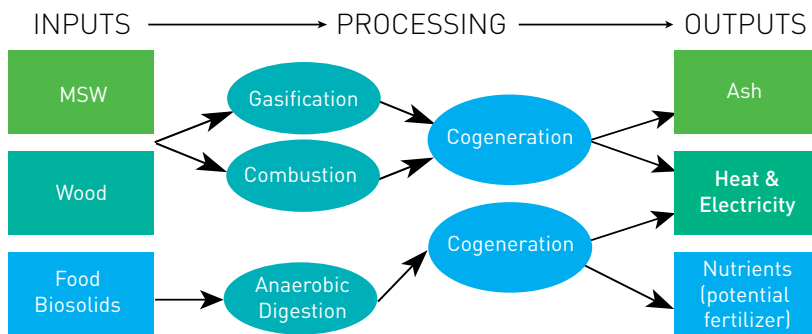 INPUTS
PROCESSING
OUTPUTS
MSW
Gasification
Ash
Cogeneration
Combustion
Wood
Heat &
Electricity
Cogeneration
Food
Biosolids
Anaerobic
Digestion
Nutrients
(potential
fertilizer)